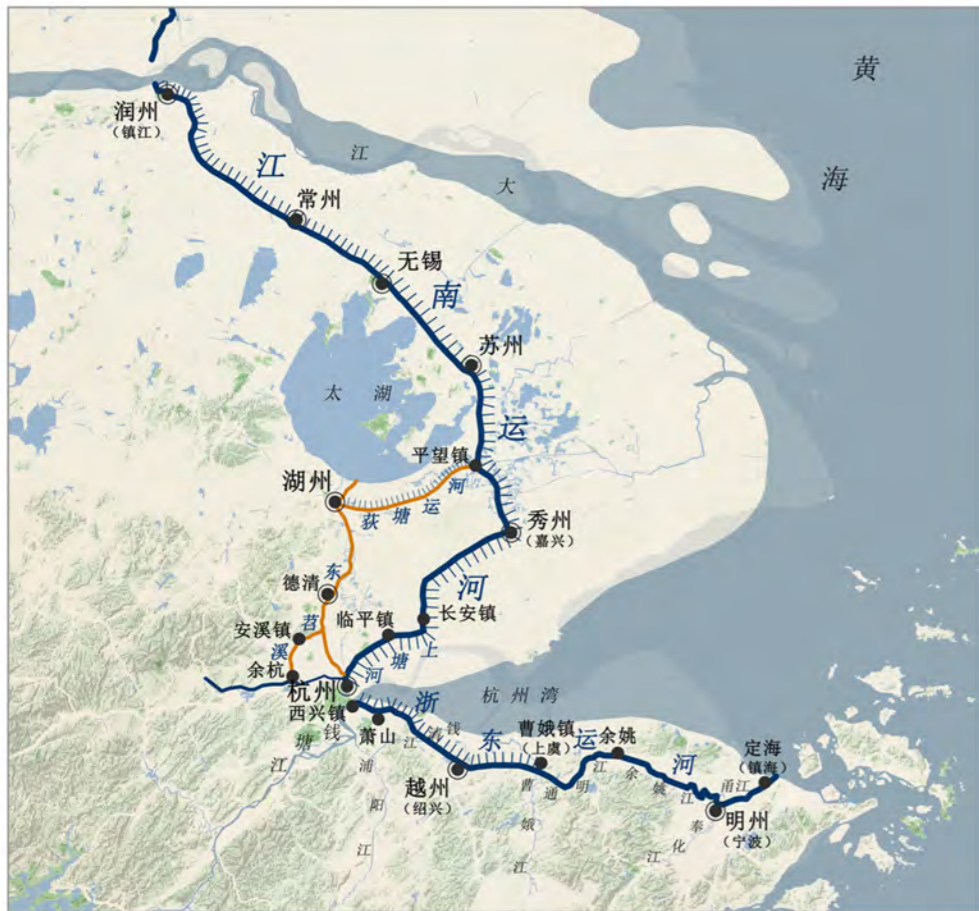 黄海
润州
(镇江)
江南运河
大江
常州
无锡
苏州
太湖
平望镇
湖州
荻塘运河
秀州
(嘉兴)
德清
东苕溪
临平镇
长安镇
安溪镇
上塘河
余杭
杭州
杭州湾
西兴镇
浙东运河
萧山
钱塘江
钱清江
浦阳江
曹娥镇
(上虞)
余姚
定海
(镇海)
越州
(绍兴)
曹娥江
通明江
余姚江
甬江
奉化江
明州
(宁波)